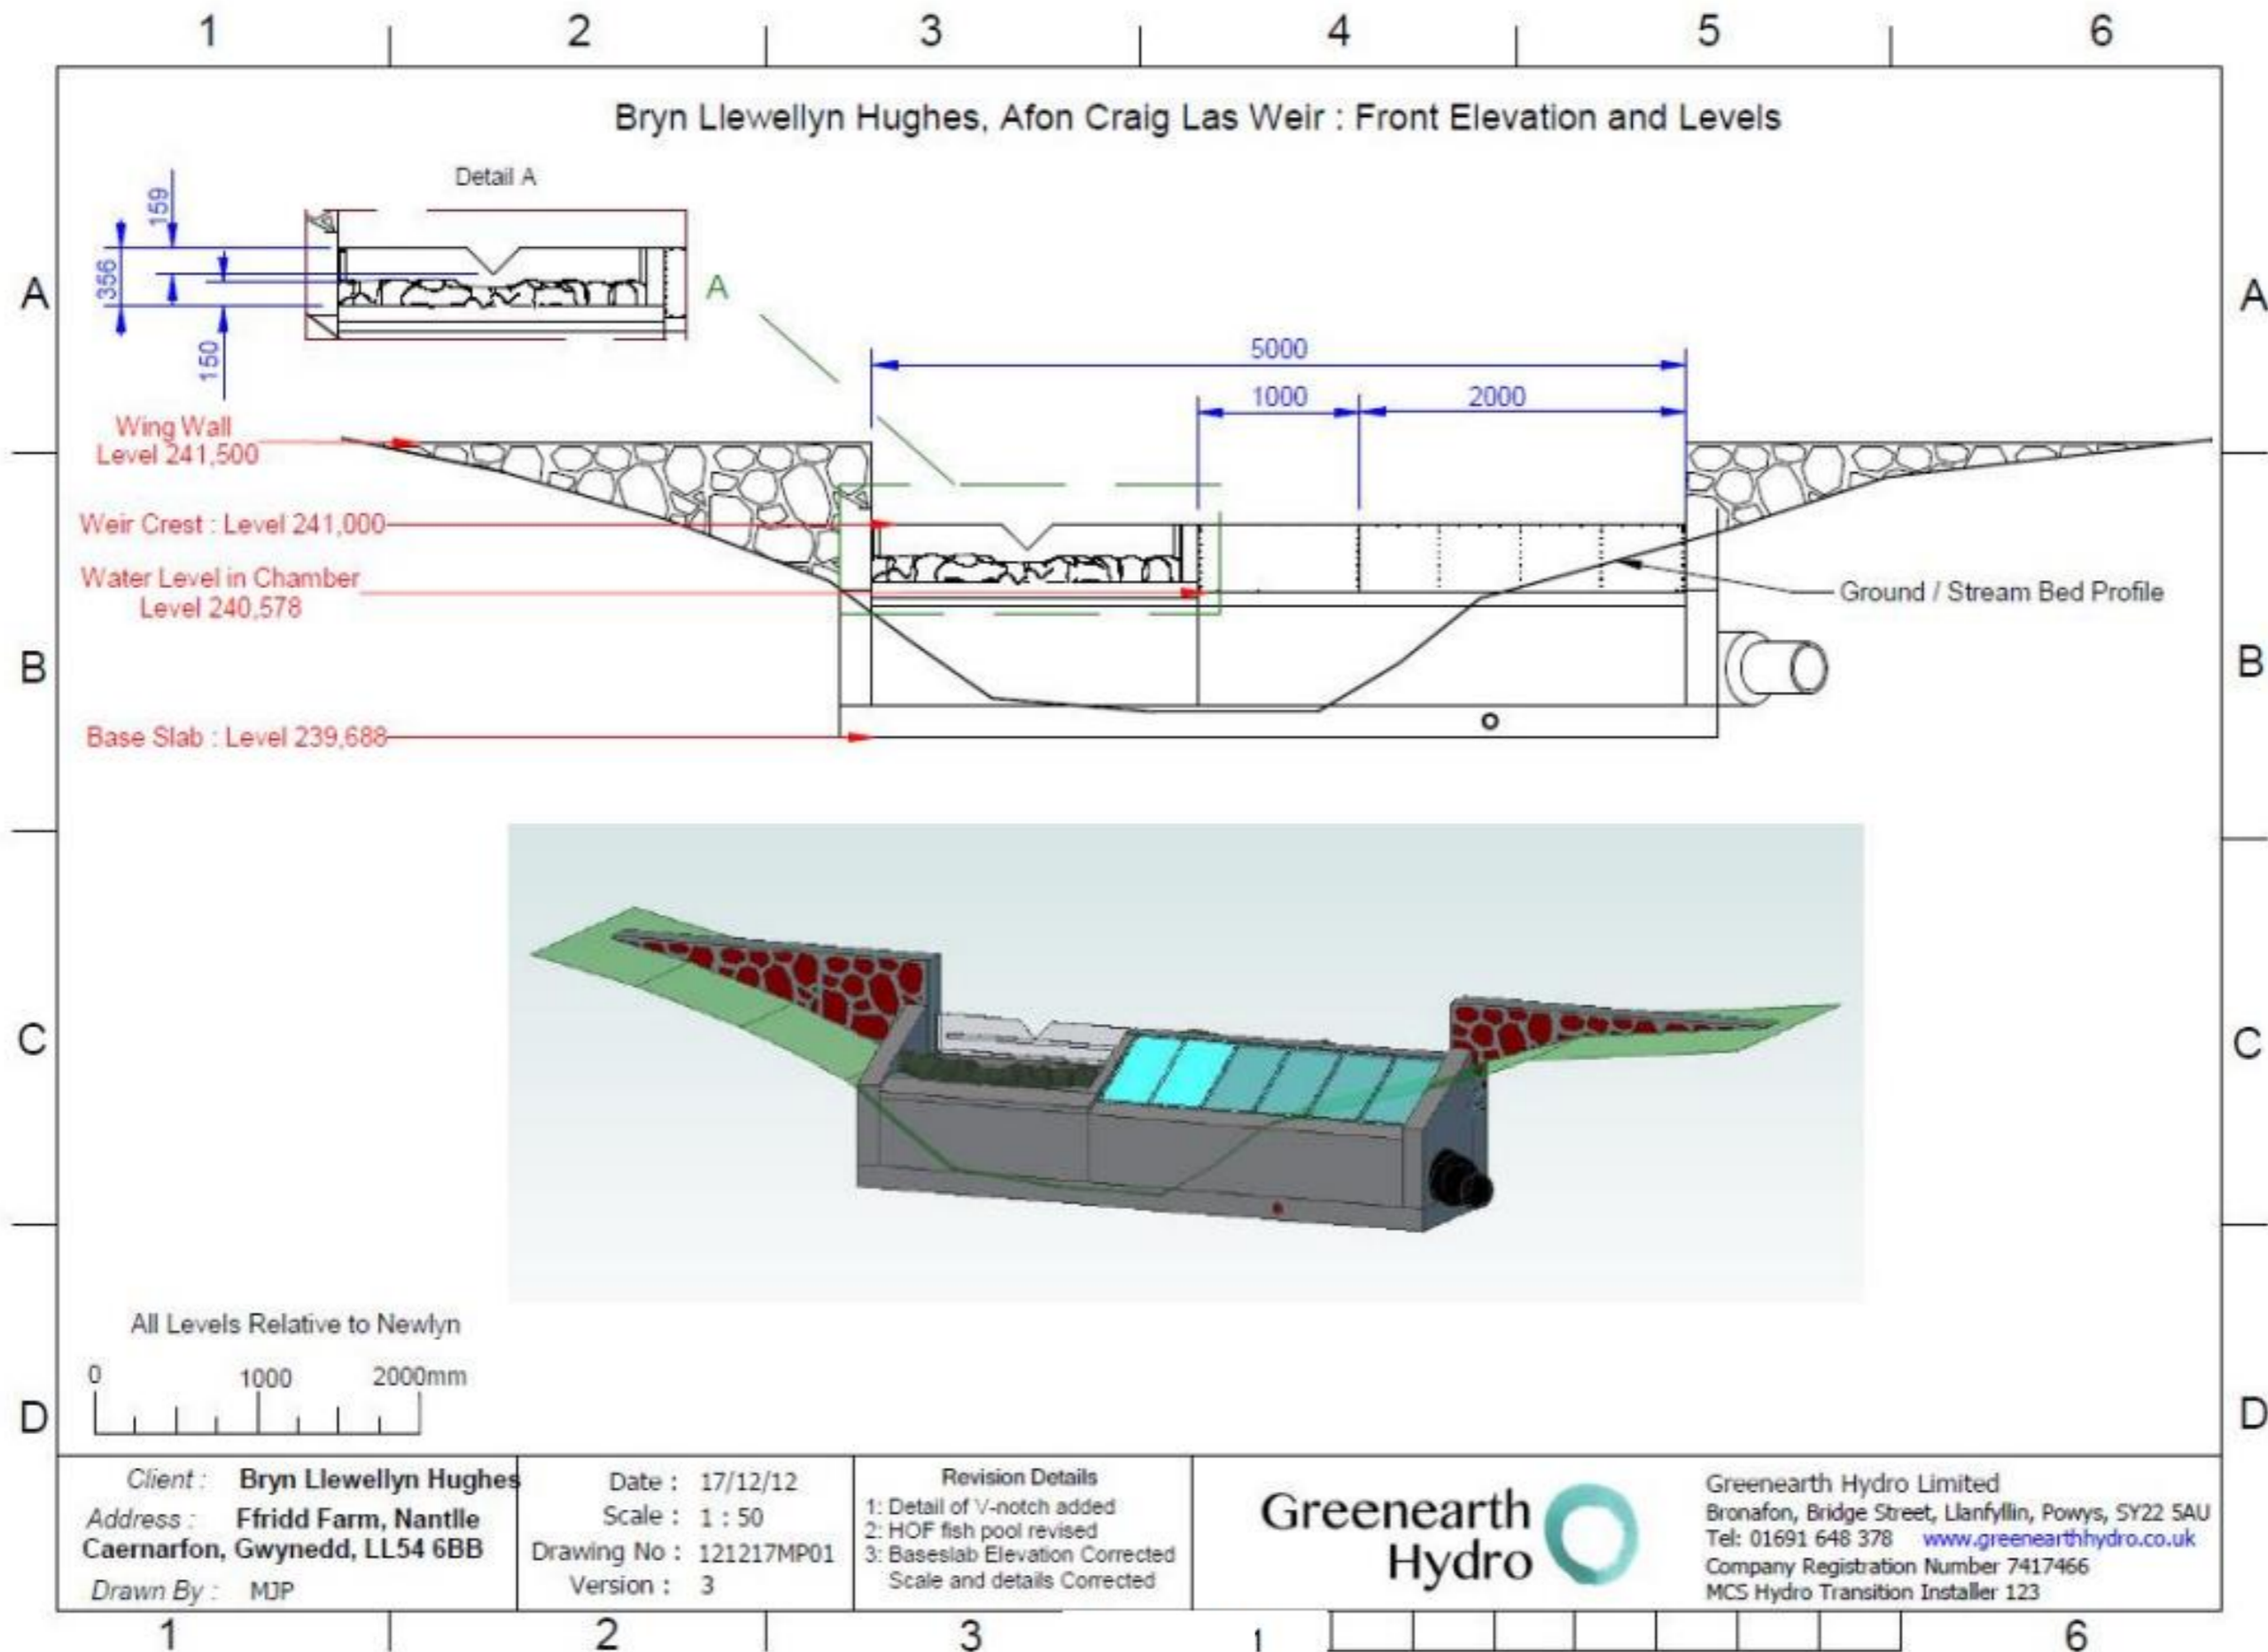 1 2 3 4 5 6
Bryn Llewellyn Hughes, Afon Craig Las Weir : Front Elevation and Levels
Detail A
159
356
150
A
A
A
5000
1000
2000
Wing Wall
Level 241,500
Weir Crest : Level 241,000
Water Level in Chamber
Level 240,578
Ground / Stream Bed Profile
B
B
Base Slab : Level 239,688
C
C
All Levels Relative to Newlyn
0 1000 2000mm
D
D
Client : Bryn Llewellyn Hughes
Address : Ffridd Farm, Nantlle
Caernarfon, Gwynedd, LL54 6BB
Drawn By : MJP
Date : 17/12/12
Scale : 1 : 50
Drawing No : 121217MP01
Version : 3
Revision Details
1: Detail of V-notch added
2: HOF fish pool revised
3: Baseslab Elevation Corrected
Scale and details Corrected
Greenearth
Hydro
Greenearth Hydro Limited
Bronafon, Bridge Street, Llanfyllin, Powys, SY22 5AU
Tel: 01691 648 378 www.greenearthhydro.co.uk
Company Registration Number 7417466
MCS Hydro Transition Installer 123
1 2 3 1 6